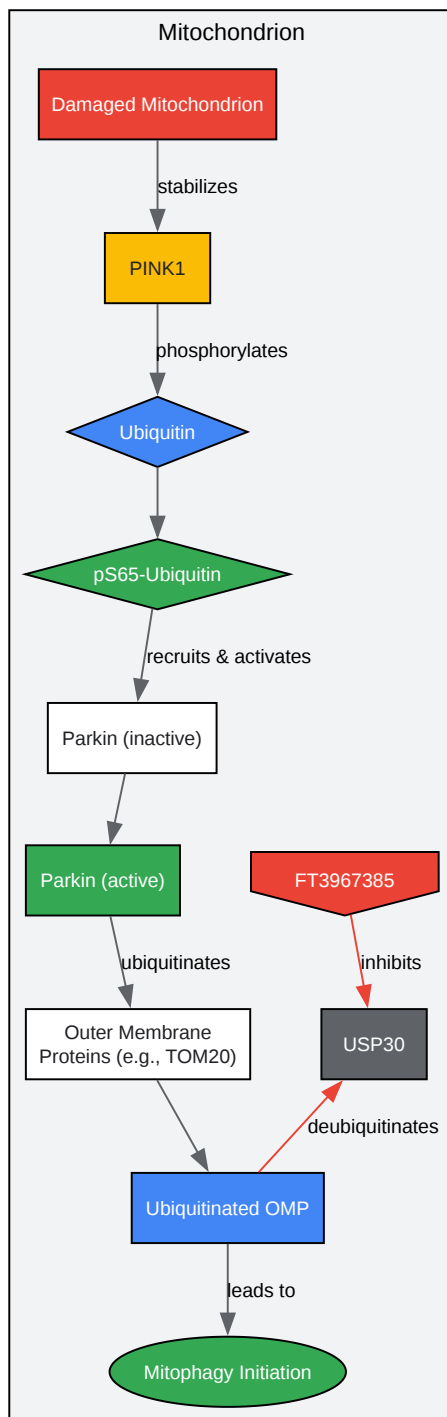 Mitochondrion
Damaged Mitochondrion
stabilizes
PINK1
phosphorylates
Ubiquitin
pS65-Ubiquitin
recruits & activates
Parkin (inactive)
Parkin (active)
FT3967385
ubiquitinates
inhibits
Outer Membrane
Proteins (e.g., TOM20)
USP30
deubiquitinates
Ubiquitinated OMP
leads to
Mitophagy Initiation